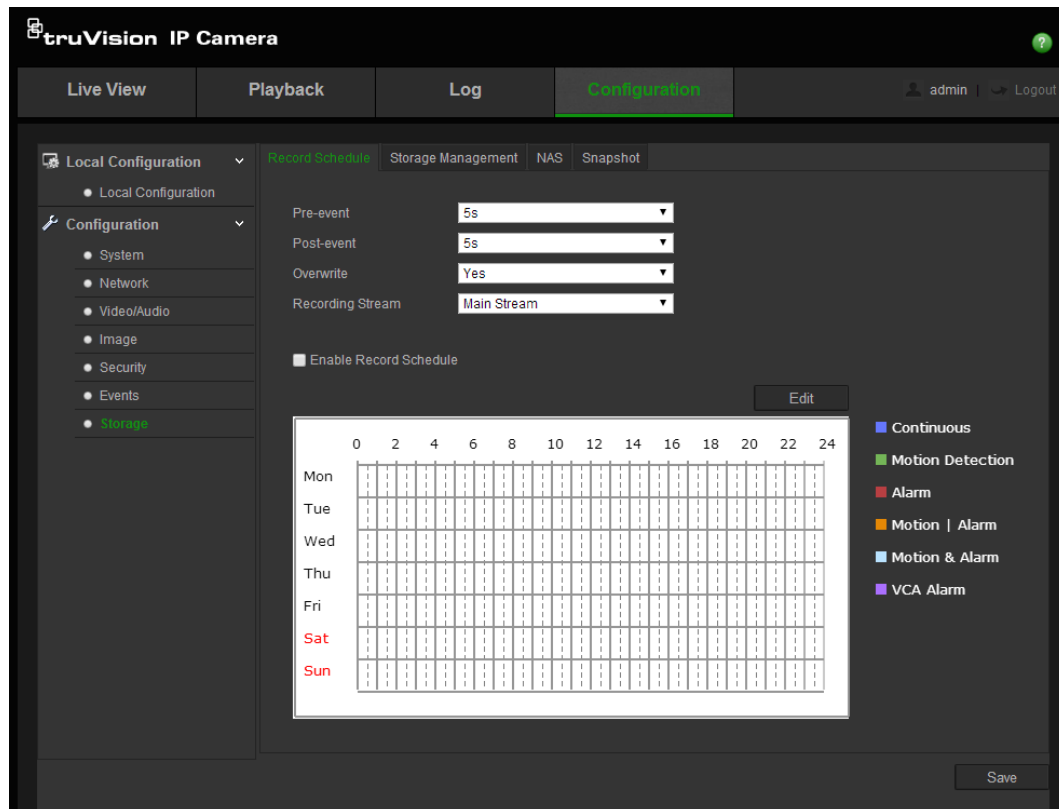 truVision IP Camera
?
Live View Playback Log Configuration admin | Logout
Local Configuration
Local Configuration
Configuration
System
Network
Video/Audio
Image
Security
Events
Storage
Record Schedule Storage Management NAS Snapshot
Pre-event 5s
Post-event 5s
Overwrite Yes
Recording Stream Main Stream
Enable Record Schedule
Edit
0 2 4 6 8 10 12 14 16 18 20 22 24
Mon
Tue
Wed
Thu
Fri
Sat
Sun
Continuous
Motion Detection
Alarm
Motion | Alarm
Motion & Alarm
VCA Alarm
Save